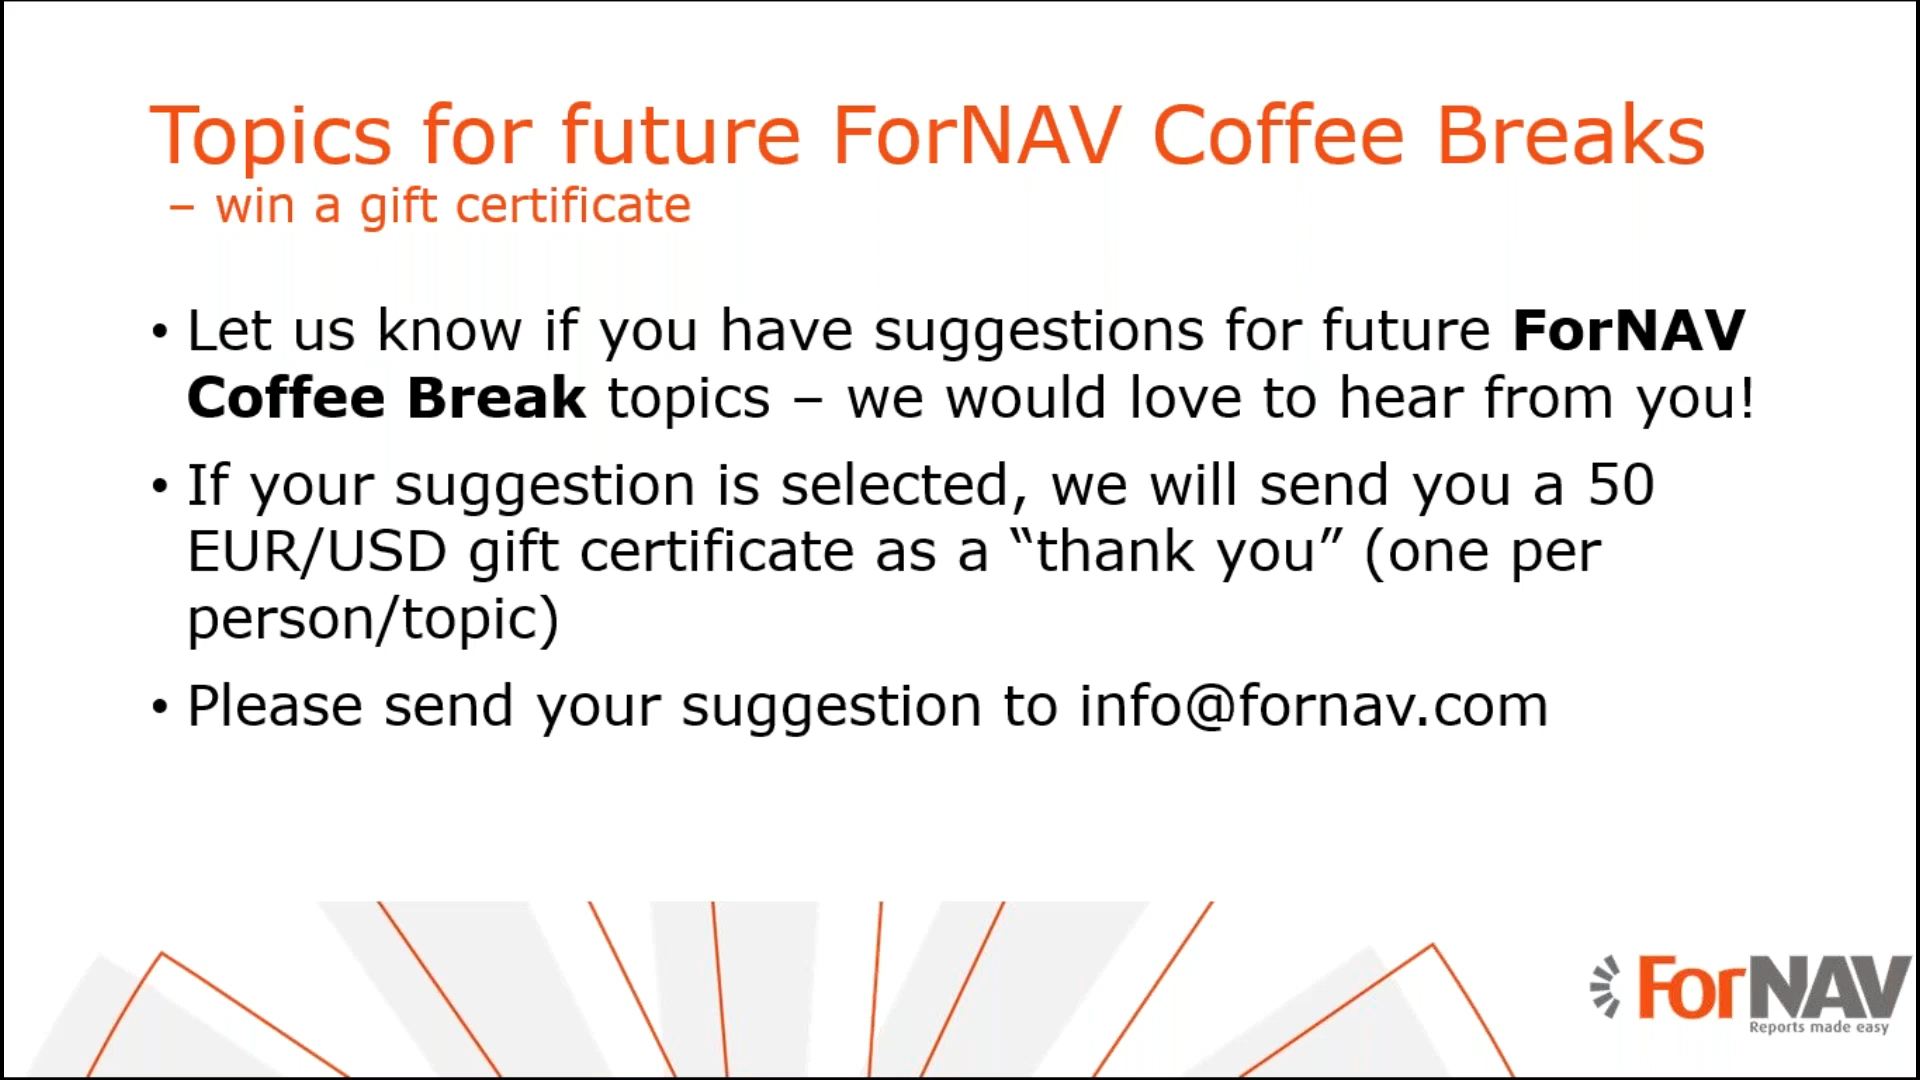 Topics for future ForNAV Coffee Breaks
– win a gift certificate
• Let us know if you have suggestions for future ForNAV
Coffee Break topics – we would love to hear from you!
• If your suggestion is selected, we will send you a 50
EUR/USD gift certificate as a “thank you” (one per
person/topic)
• Please send your suggestion to info@fornav.com
ForNAV
Reports made easy